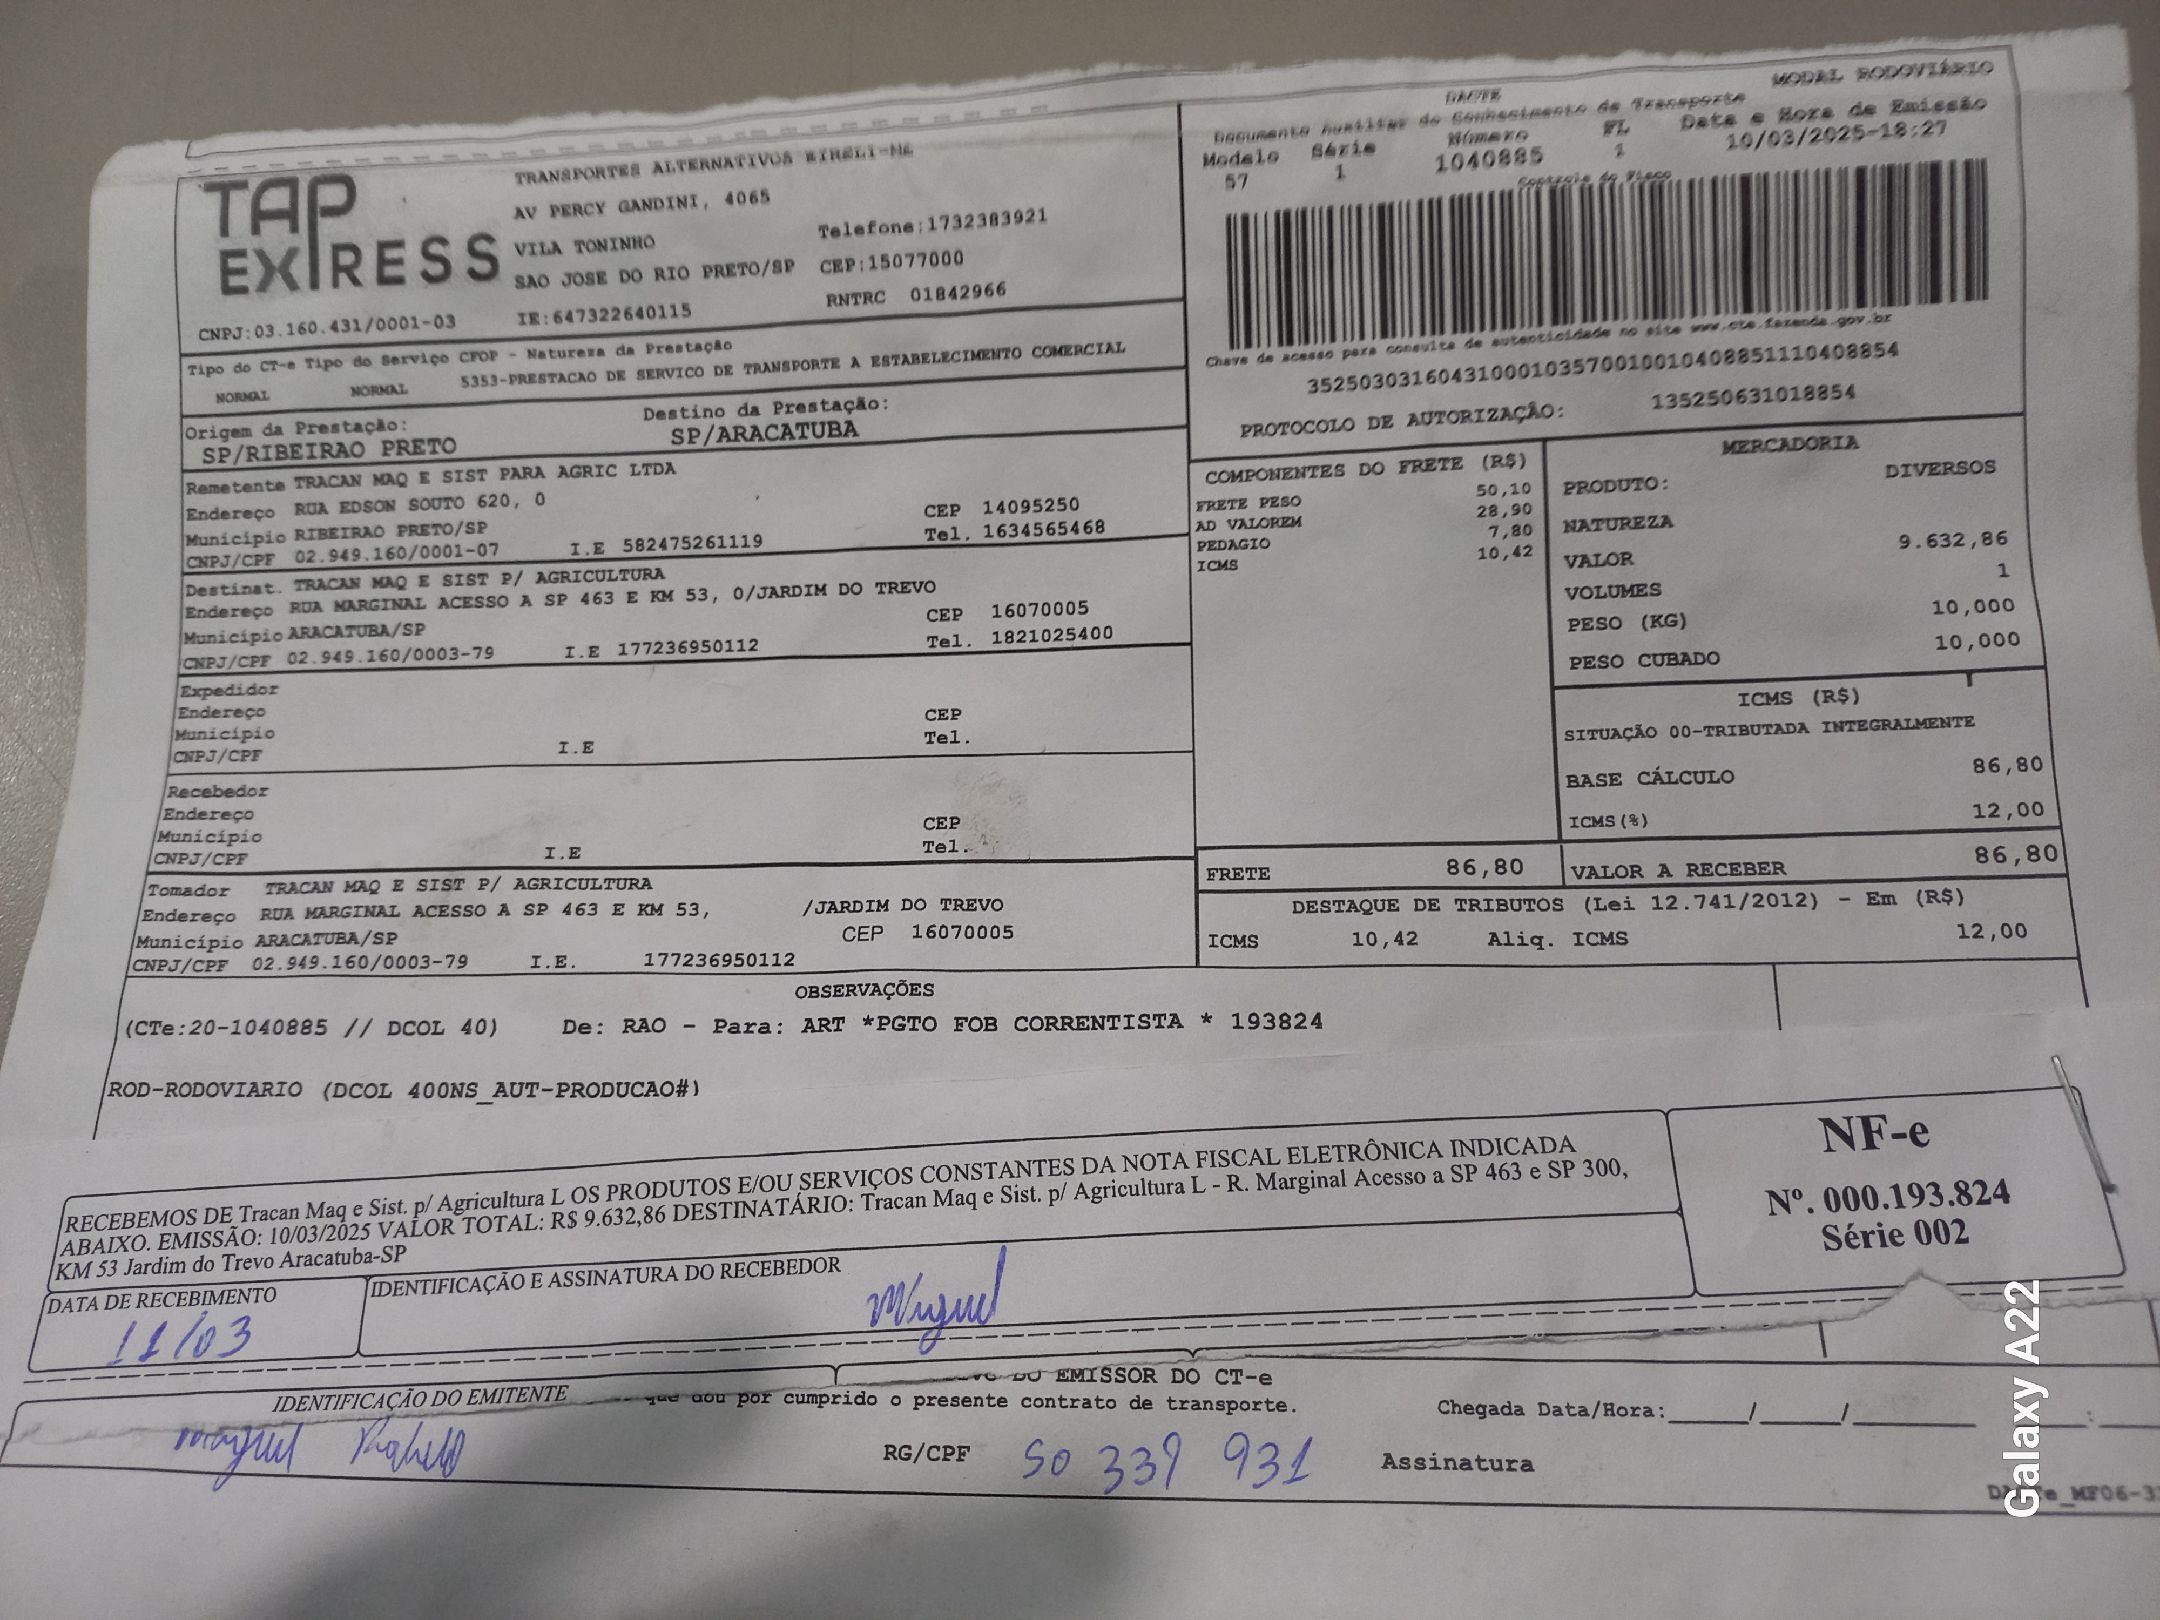 MODAL RODOVIÁRIO
DACTE
Documento Auxiliar do Conhecimento de Transporte
Modelo Série Número FL Data e Hora de Emissão
57 1 1040885 1 10/03/2025-18:27
Controle do Fisco
Chave de acesso para consulta de autenticidade no site www.cte.fazenda.gov.br
35250303160431000103570010010408851110408854
PROTOCOLO DE AUTORIZAÇÃO: 135250631018854
TAP EXPRESS
TRANSPORTES ALTERNATIVOS EIRELI-ME
AV PERCY GANDINI, 4065
VILA TONINHO Telefone:1732383921
SAO JOSE DO RIO PRETO/SP CEP:15077000
CNPJ:03.160.431/0001-03 IE:647322640115 RNTRC 01842966
Tipo do CT-e Tipo do Serviço CFOP - Natureza da Prestação
NORMAL NORMAL 5353-PRESTACAO DE SERVICO DE TRANSPORTE A ESTABELECIMENTO COMERCIAL
Origem da Prestação: Destino da Prestação:
SP/RIBEIRAO PRETO SP/ARACATUBA
Remetente TRACAN MAQ E SIST PARA AGRIC LTDA
Endereço RUA EDSON SOUTO 620, 0 CEP 14095250
Município RIBEIRAO PRETO/SP Tel. 1634565468
CNPJ/CPF 02.949.160/0001-07 I.E 582475261119
Destinat. TRACAN MAQ E SIST P/ AGRICULTURA
Endereço RUA MARGINAL ACESSO A SP 463 E KM 53, 0/JARDIM DO TREVO
Município ARACATUBA/SP CEP 16070005
CNPJ/CPF 02.949.160/0003-79 I.E 177236950112 Tel. 1821025400
Expedidor
Endereço CEP
Município Tel.
CNPJ/CPF I.E
Recebedor
Endereço CEP
Município Tel.
CNPJ/CPF I.E
Tomador TRACAN MAQ E SIST P/ AGRICULTURA
Endereço RUA MARGINAL ACESSO A SP 463 E KM 53, /JARDIM DO TREVO
Município ARACATUBA/SP CEP 16070005
CNPJ/CPF 02.949.160/0003-79 I.E. 177236950112
COMPONENTES DO FRETE (R$)
FRETE PESO 50,10
AD VALOREM 28,90
PEDAGIO 7,80
ICMS 10,42
MERCADORIA
PRODUTO: DIVERSOS
NATUREZA
VALOR 9.632,86
VOLUMES 1
PESO (KG) 10,000
PESO CUBADO 10,000
ICMS (R$)
SITUAÇÃO 00-TRIBUTADA INTEGRALMENTE
BASE CÁLCULO 86,80
ICMS(%) 12,00
FRETE 86,80 VALOR A RECEBER 86,80
DESTAQUE DE TRIBUTOS (Lei 12.741/2012) - Em (R$)
ICMS 10,42 Aliq. ICMS 12,00
OBSERVAÇÕES
(CTe:20-1040885 // DCOL 40) De: RAO - Para: ART *PGTO FOB CORRENTISTA * 193824
ROD-RODOVIARIO (DCOL 400NS_AUT-PRODUCAO#)
RECEBEMOS DE Tracan Maq e Sist. p/ Agricultura L OS PRODUTOS E/OU SERVIÇOS CONSTANTES DA NOTA FISCAL ELETRÔNICA INDICADA
ABAIXO. EMISSÃO: 10/03/2025 VALOR TOTAL: R$ 9.632,86 DESTINATÁRIO: Tracan Maq e Sist. p/ Agricultura L - R. Marginal Acesso a SP 463 e SP 300,
KM 53 Jardim do Trevo Aracatuba-SP
NF-e
Nº. 000.193.824
Série 002
DATA DE RECEBIMENTO IDENTIFICAÇÃO E ASSINATURA DO RECEBEDOR
11/03 Miguel
IDENTIFICAÇÃO DO EMITENTE
DO EMISSOR DO CT-e
que dou por cumprido o presente contrato de transporte. Chegada Data/Hora:____/____/______:
Miguel RG/CPF 50 339 931 Assinatura
Galaxy A22